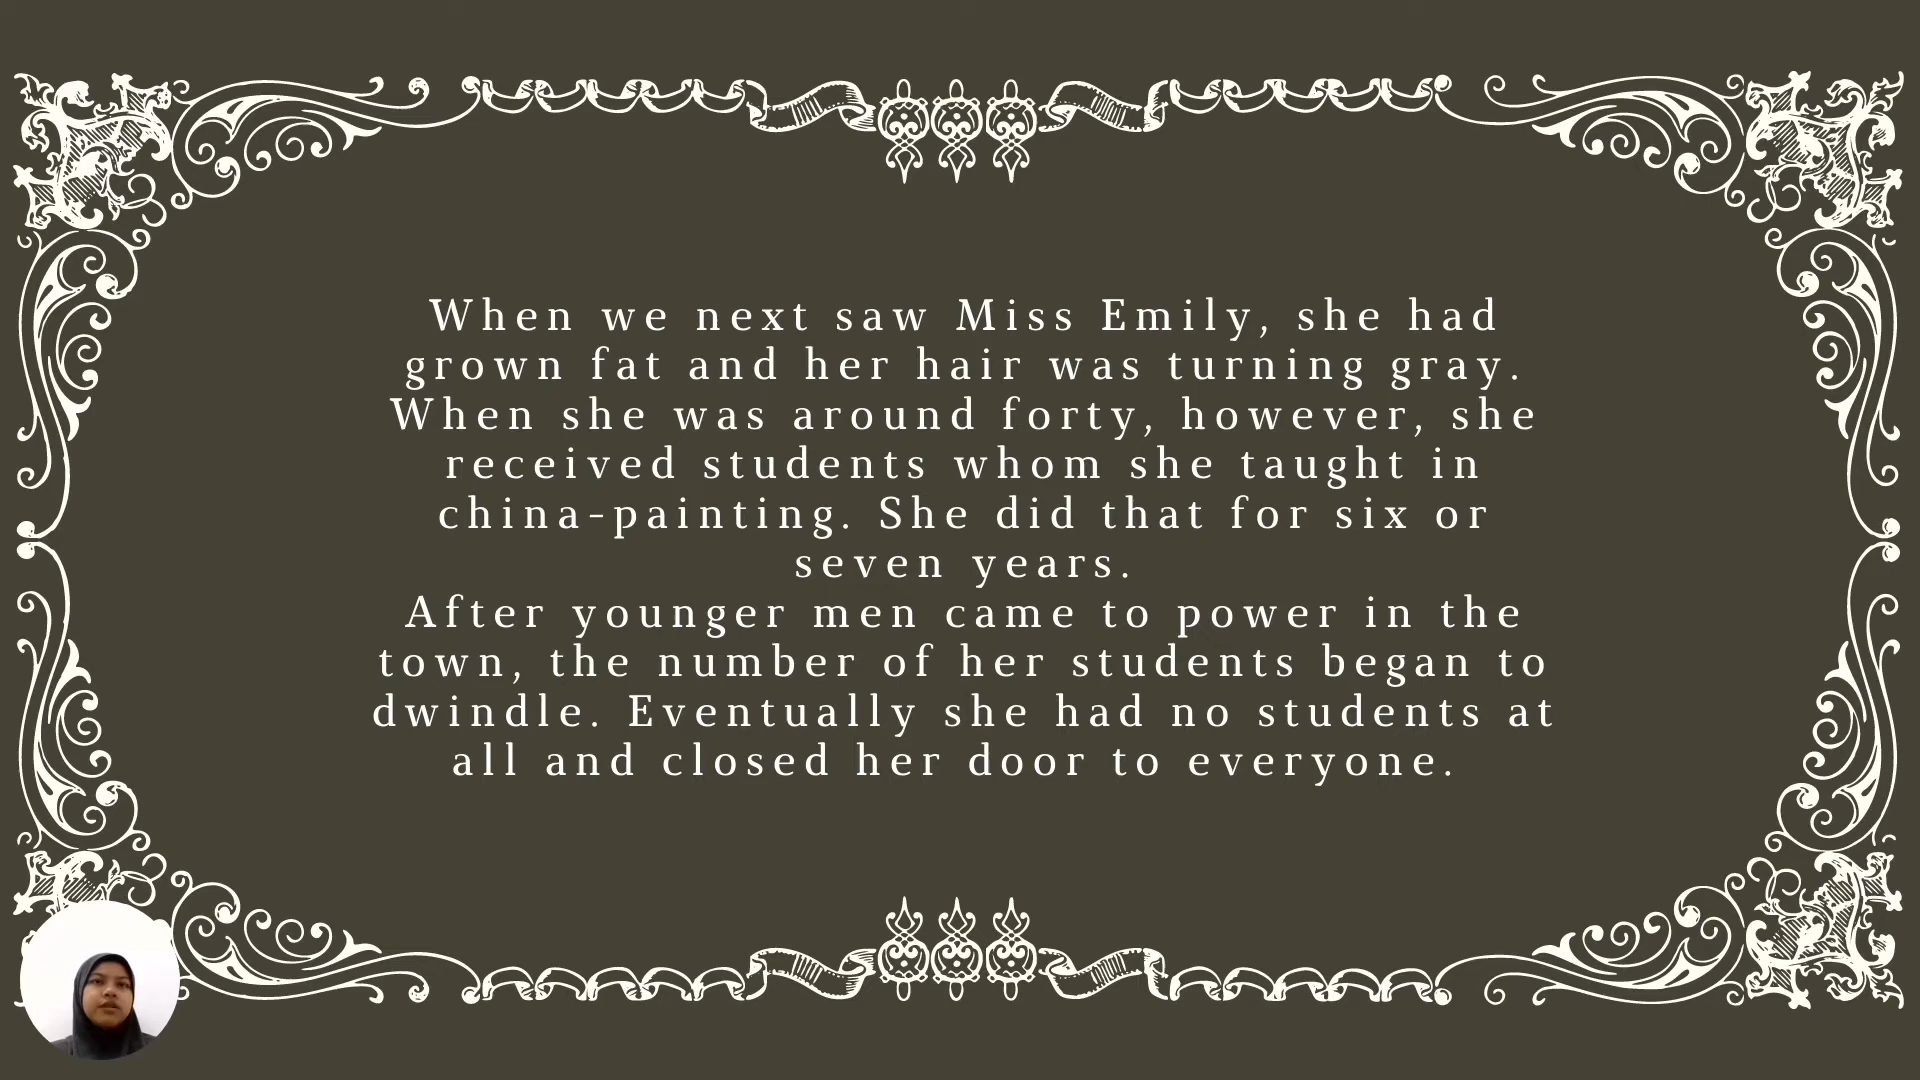 When we next saw Miss Emily, she had
grown fat and her hair was turning gray.
When she was around forty, however, she
received students whom she taught in
china-painting. She did that for six or
seven years.
After younger men came to power in the
town, the number of her students began to
dwindle. Eventually she had no students at
all and closed her door to everyone.